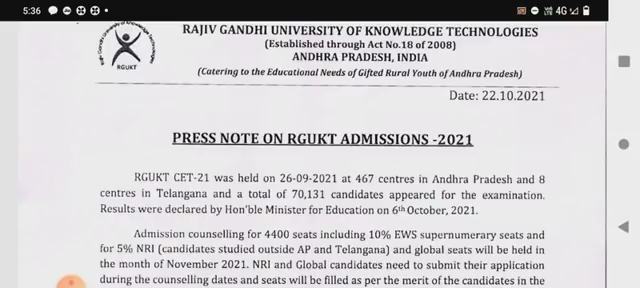 5:36
4G
RAJIV GANDHI UNIVERSITY OF KNOWLEDGE TECHNOLOGIES
(Established through Act No.18 of 2008)
ANDHRA PRADESH, INDIA
RGUKT
(Catering to the Educational Needs of Gifted Rural Youth of Andhra Pradesh)
Date: 22.10.2021
PRESS NOTE ON RGUKT ADMISSIONS -2021
RGUKT CET-21 was held on 26-09-2021 at 467 centres in Andhra Pradesh and 8
centres in Telangana and a total of 70,131 candidates appeared for the examination.
Results were declared by Hon'ble Minister for Education on 6th October, 2021.
Admission counselling for 4400 seats including 10% EWS supernumerary seats and
for 5% NRI (candidates studied outside AP and Telangana) and global seats will be held in
the month of November 2021. NRI and Global candidates need to submit their application
during the counselling dates and seats will be filled as per the merit of the candidates in the